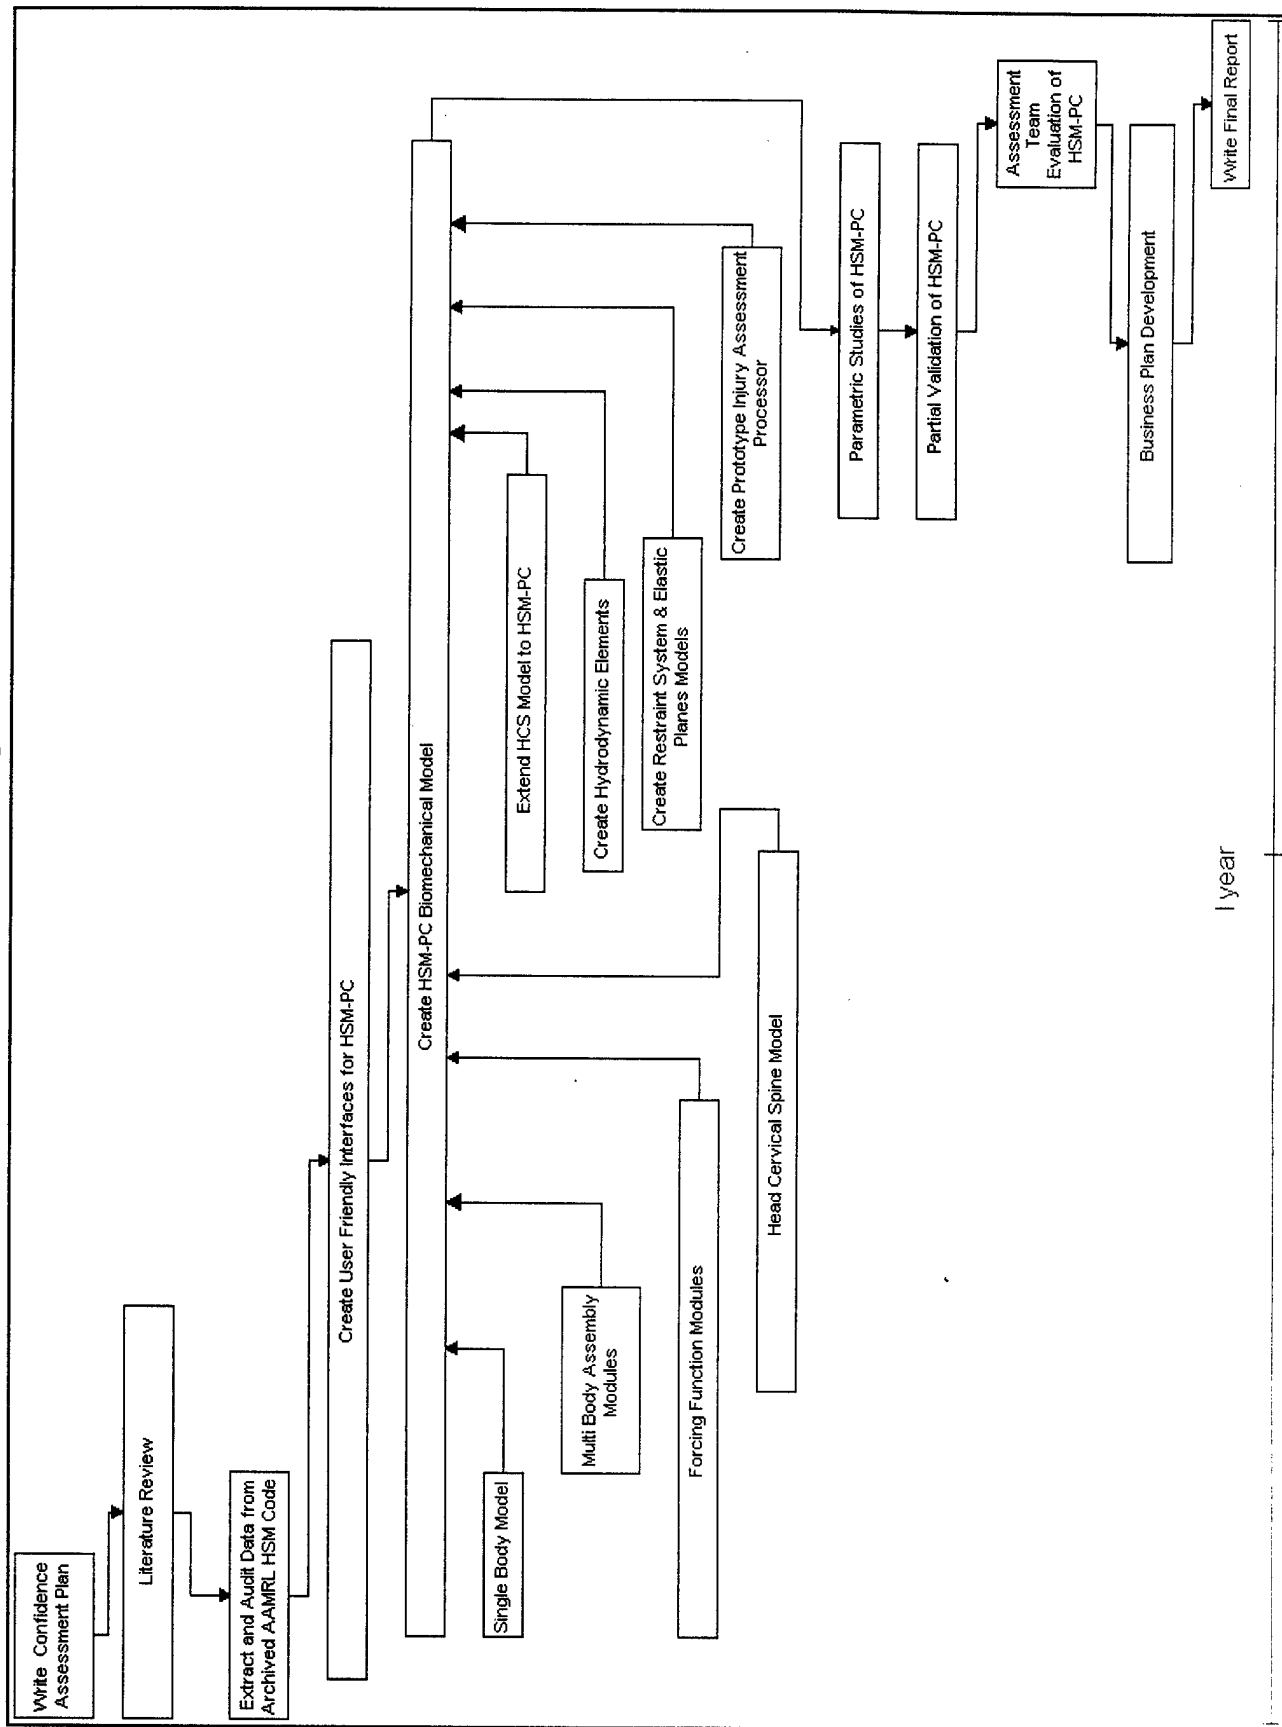 Write Confidence
Assessment Plan
Literature Review
Extract and Audit Data from
Archived AAMRL HSM Code
Create User Friendly Interfaces for HSM-PC
Create HSM-PC Biomechanical Model
Single Body Model
Extend HCS Model to HSM-PC
Multi Body Assembly
Modules
Create Hydrodynamic Elements
Forcing Function Modules
Create Restraint System & Elastic
Planes Models
Head Cervical Spine Model
Create Prototype Injury Assessment
Processor
Parametric Studies of HSM-PC
Partial Validation of HSM-PC
Assessment
Team
Evaluation of
HSM-PC
Business Plan Development
Write Final Report
1 year